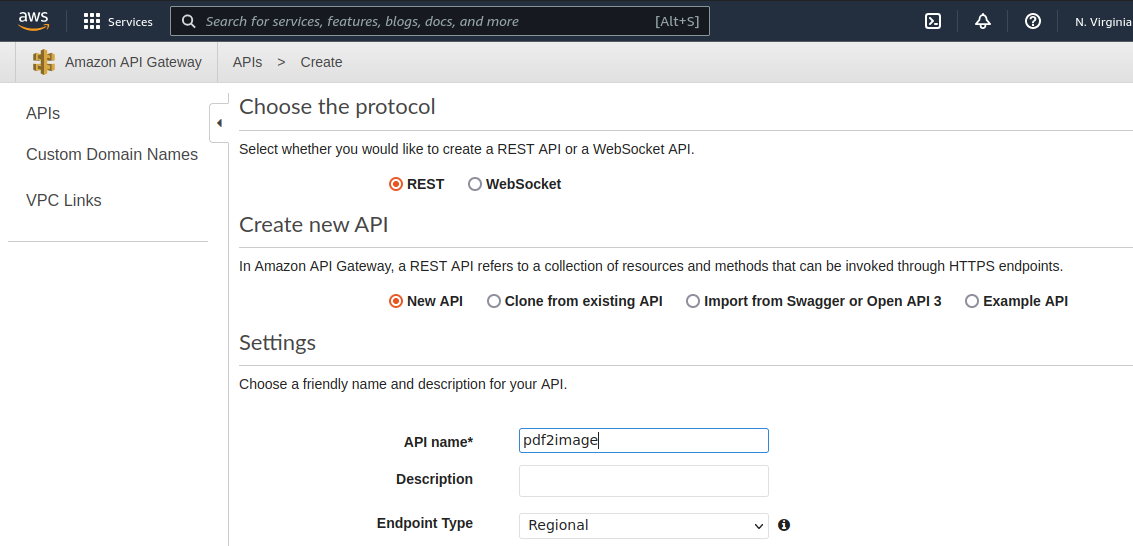 aws Services Search for services, features, blogs, docs, and more [Alt+S] N. Virginia
Amazon API Gateway APIs > Create
APIs
Custom Domain Names
VPC Links
Choose the protocol
Select whether you would like to create a REST API or a WebSocket API.
REST WebSocket
Create new API
In Amazon API Gateway, a REST API refers to a collection of resources and methods that can be invoked through HTTPS endpoints.
New API Clone from existing API Import from Swagger or Open API 3 Example API
Settings
Choose a friendly name and description for your API.
API name* pdf2image
Description
Endpoint Type Regional